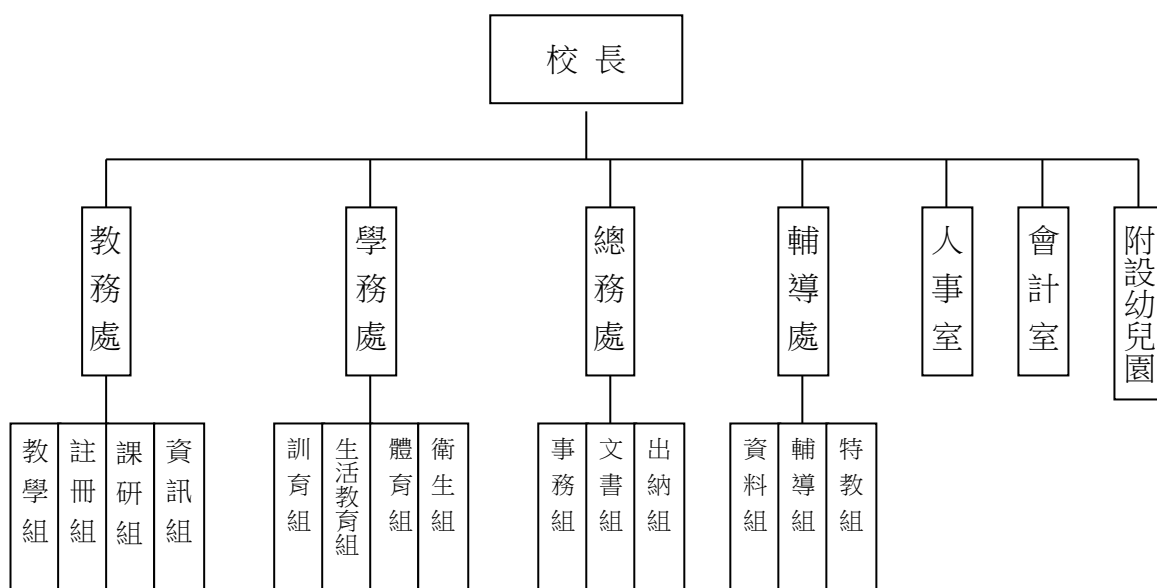 校長
教務處
學務處
總務處
輔導處
人事室
會計室
附設幼兒園
教學組
註冊組
課研組
資訊組
訓育組
生活教育組
體育組
衛生組
事務組
文書組
出納組
資料組
輔導組
特教組